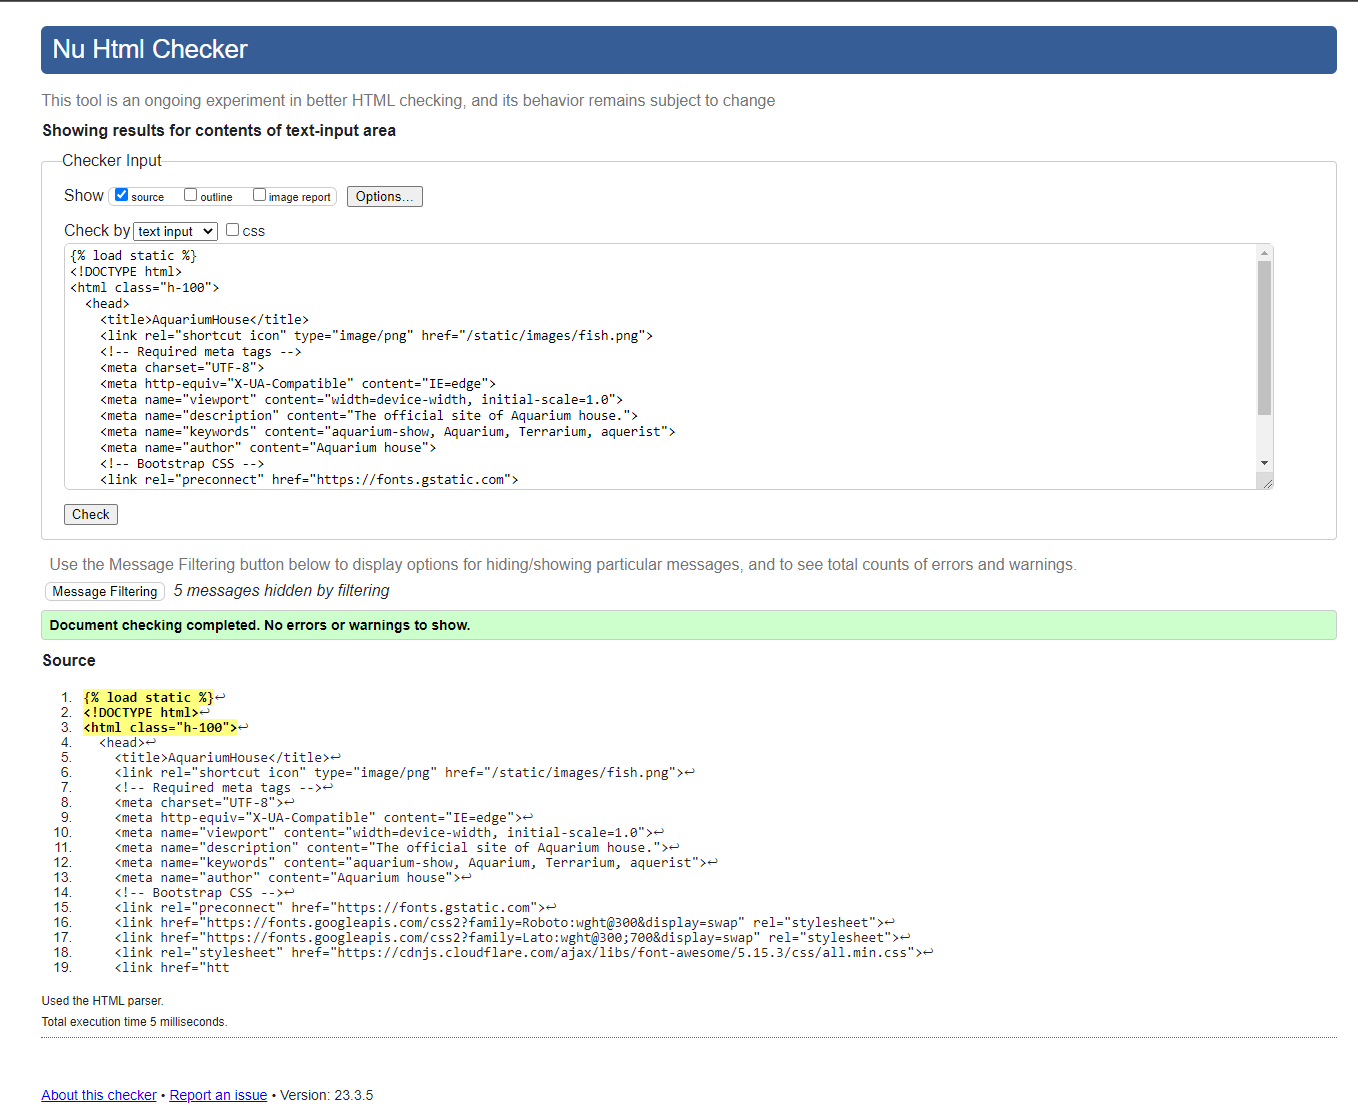 Nu Html Checker
This tool is an ongoing experiment in better HTML checking, and its behavior remains subject to change
Showing results for contents of text-input area
Checker Input
Show source outline image report Options...
Check by text input css
{% load static %}
<!DOCTYPE html>
<html class="h-100">
  <head>
    <title>AquariumHouse</title>
    <link rel="shortcut icon" type="image/png" href="/static/images/fish.png">
    <!-- Required meta tags -->
    <meta charset="UTF-8">
    <meta http-equiv="X-UA-Compatible" content="IE=edge">
    <meta name="viewport" content="width=device-width, initial-scale=1.0">
    <meta name="description" content="The official site of Aquarium house.">
    <meta name="keywords" content="aquarium-show, Aquarium, Terrarium, aquerist">
    <meta name="author" content="Aquarium house">
    <!-- Bootstrap CSS -->
    <link rel="preconnect" href="https://fonts.gstatic.com">
Check
Use the Message Filtering button below to display options for hiding/showing particular messages, and to see total counts of errors and warnings.
Message Filtering 5 messages hidden by filtering
Document checking completed. No errors or warnings to show.
Source
1. {% load static %}↩
2. <!DOCTYPE html>↩
3. <html class="h-100">↩
4.   <head>↩
5.     <title>AquariumHouse</title>↩
6.     <link rel="shortcut icon" type="image/png" href="/static/images/fish.png">↩
7.     <!-- Required meta tags -->↩
8.     <meta charset="UTF-8">↩
9.     <meta http-equiv="X-UA-Compatible" content="IE=edge">↩
10.     <meta name="viewport" content="width=device-width, initial-scale=1.0">↩
11.     <meta name="description" content="The official site of Aquarium house.">↩
12.     <meta name="keywords" content="aquarium-show, Aquarium, Terrarium, aquerist">↩
13.     <meta name="author" content="Aquarium house">↩
14.     <!-- Bootstrap CSS -->↩
15.     <link rel="preconnect" href="https://fonts.gstatic.com">↩
16.     <link href="https://fonts.googleapis.com/css2?family=Roboto:wght@300&display=swap" rel="stylesheet">↩
17.     <link href="https://fonts.googleapis.com/css2?family=Lato:wght@300;700&display=swap" rel="stylesheet">↩
18.     <link rel="stylesheet" href="https://cdnjs.cloudflare.com/ajax/libs/font-awesome/5.15.3/css/all.min.css">↩
19.     <link href="htt
Used the HTML parser.
Total execution time 5 milliseconds.
About this checker • Report an issue • Version: 23.3.5